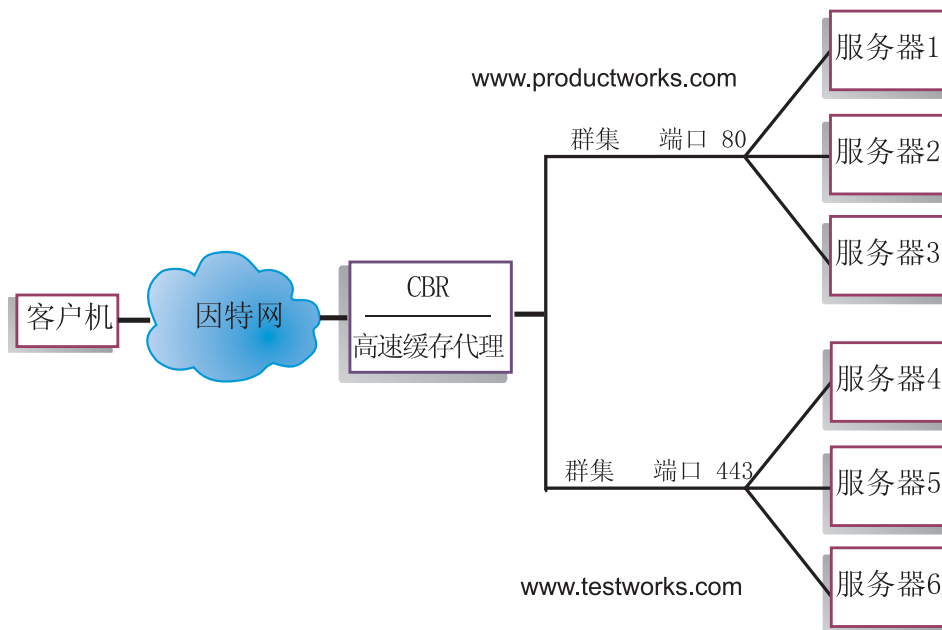 服务器1
www.productworks.com
群集 端口 80
服务器2
服务器3
客户机
因特网
CBR
高速缓存代理
服务器4
群集 端口 443
服务器5
www.testworks.com
服务器6